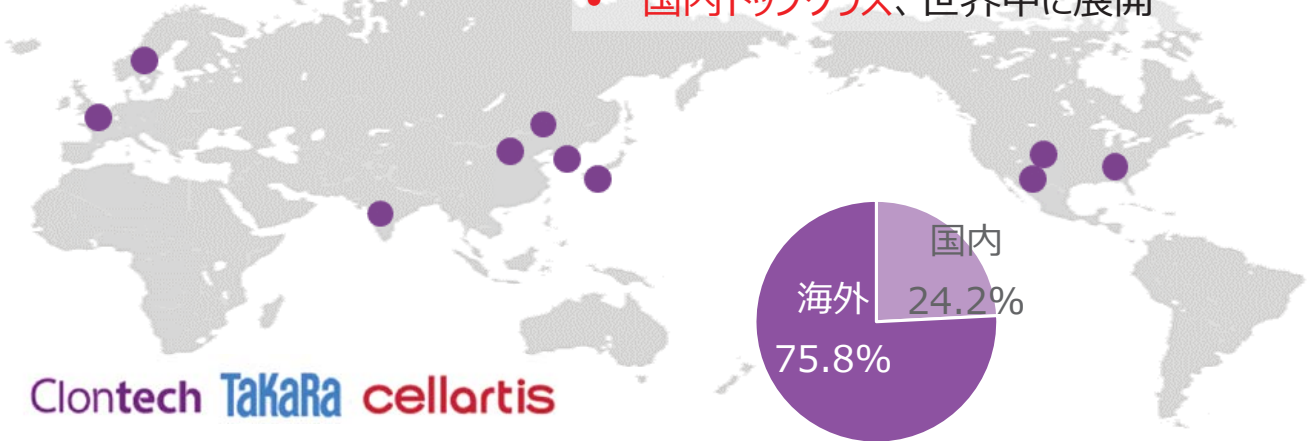 • 国内トップクラス、世界中に展開
国内
24.2%
海外
75.8%
Clontech TaKaRa cellartis